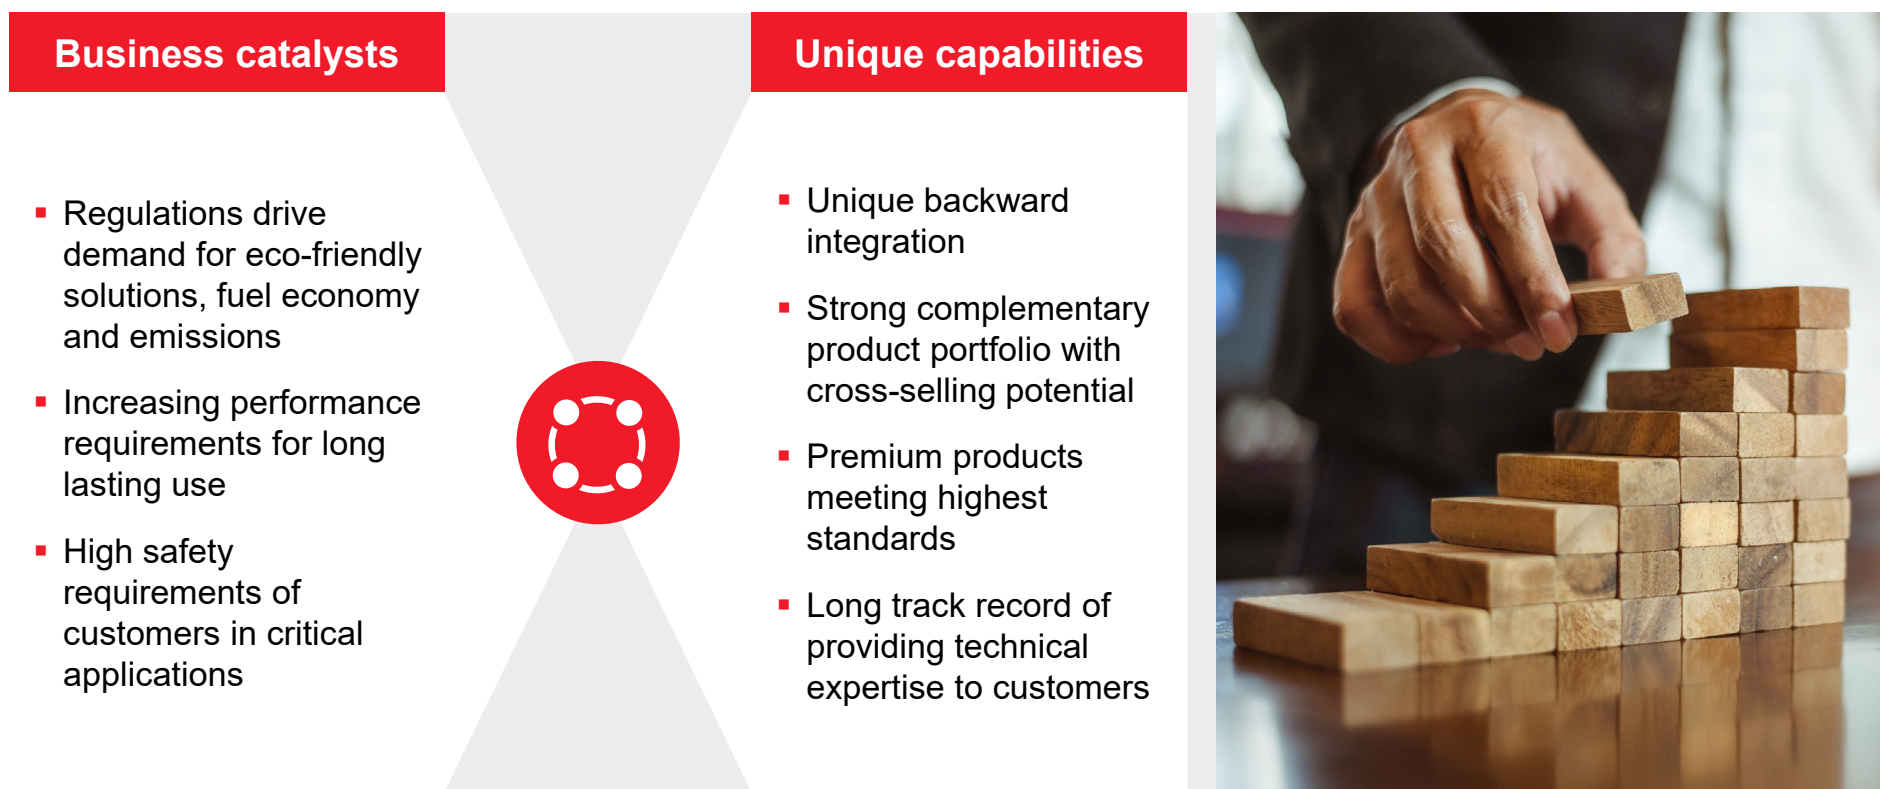 Business catalysts
Regulations drive
demand for eco-friendly
solutions, fuel economy
and emissions
Increasing performance
requirements for long
lasting use
High safety
requirements of
customers in critical
applications
Unique capabilities
Unique backward
integration
Strong complementary
product portfolio with
cross-selling potential
Premium products
meeting highest
standards
Long track record of
providing technical
expertise to customers